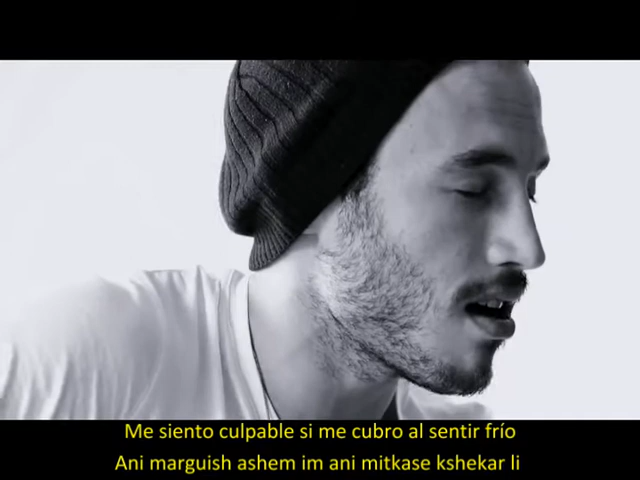 Me siento culpable si me cubro al sentir frío
Ani marguish ashem im ani mitkase kshekar li